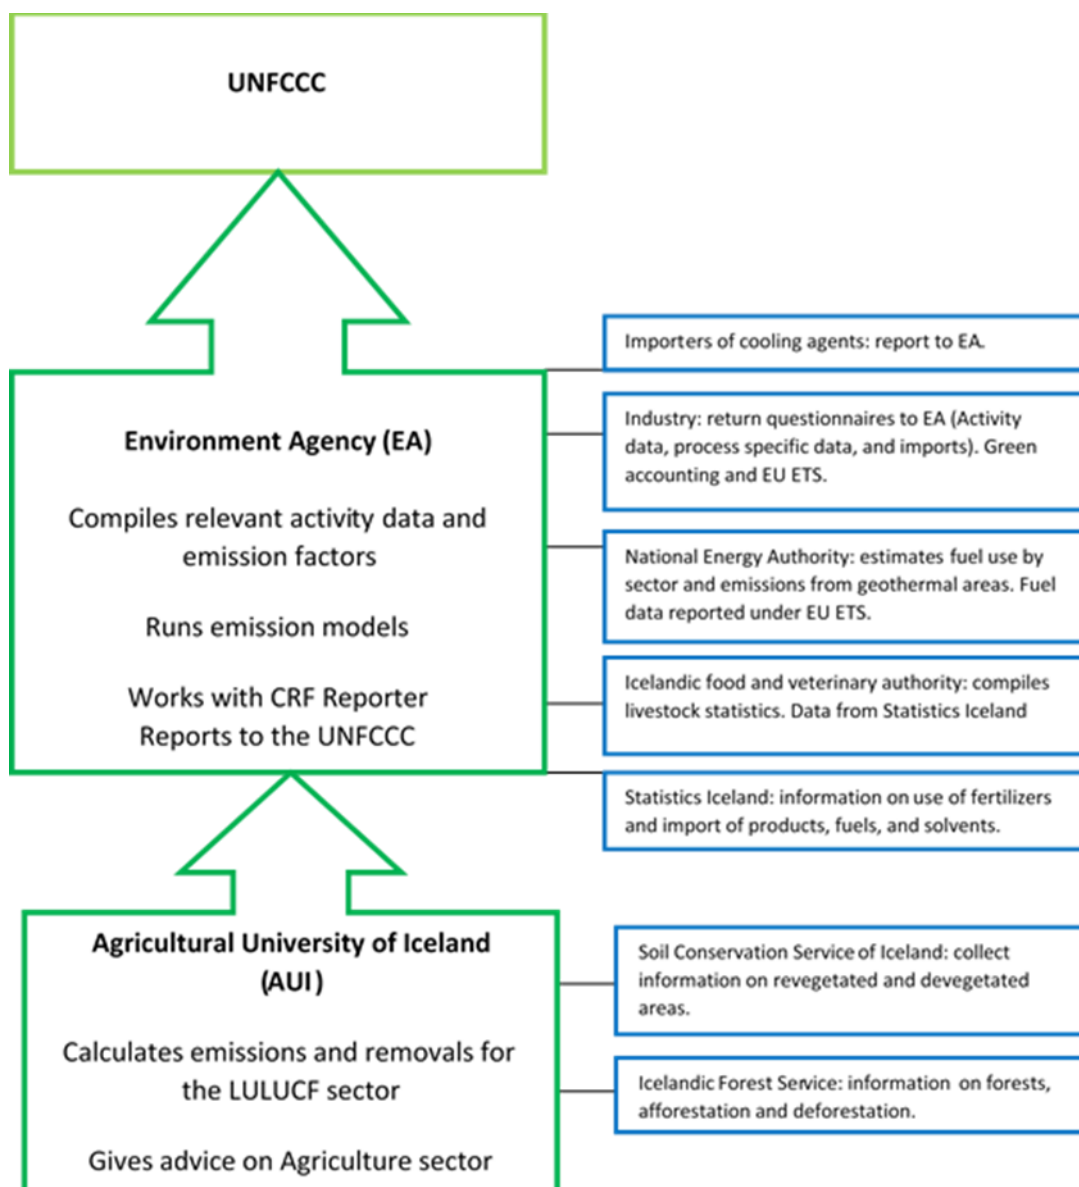 UNFCCC
Importers of cooling agents: report to EA.
Environment Agency (EA)
Compiles relevant activity data and
emission factors
Runs emission models
Works with CRF Reporter
Reports to the UNFCCC
Industry: return questionnaires to EA (Activity
data, process specific data, and imports). Green
accounting and EU ETS.
National Energy Authority: estimates fuel use by
sector and emissions from geothermal areas. Fuel
data reported under EU ETS.
Icelandic food and veterinary authority: compiles
livestock statistics. Data from Statistics Iceland
Statistics Iceland: information on use of fertilizers
and import of products, fuels, and solvents.
Agricultural University of Iceland
(AUI)
Calculates emissions and removals for
the LULUCF sector
Gives advice on Agriculture sector
Soil Conservation Service of Iceland: collect
information on revegetated and devegetated
areas.
Icelandic Forest Service: information on forests,
afforestation and deforestation.